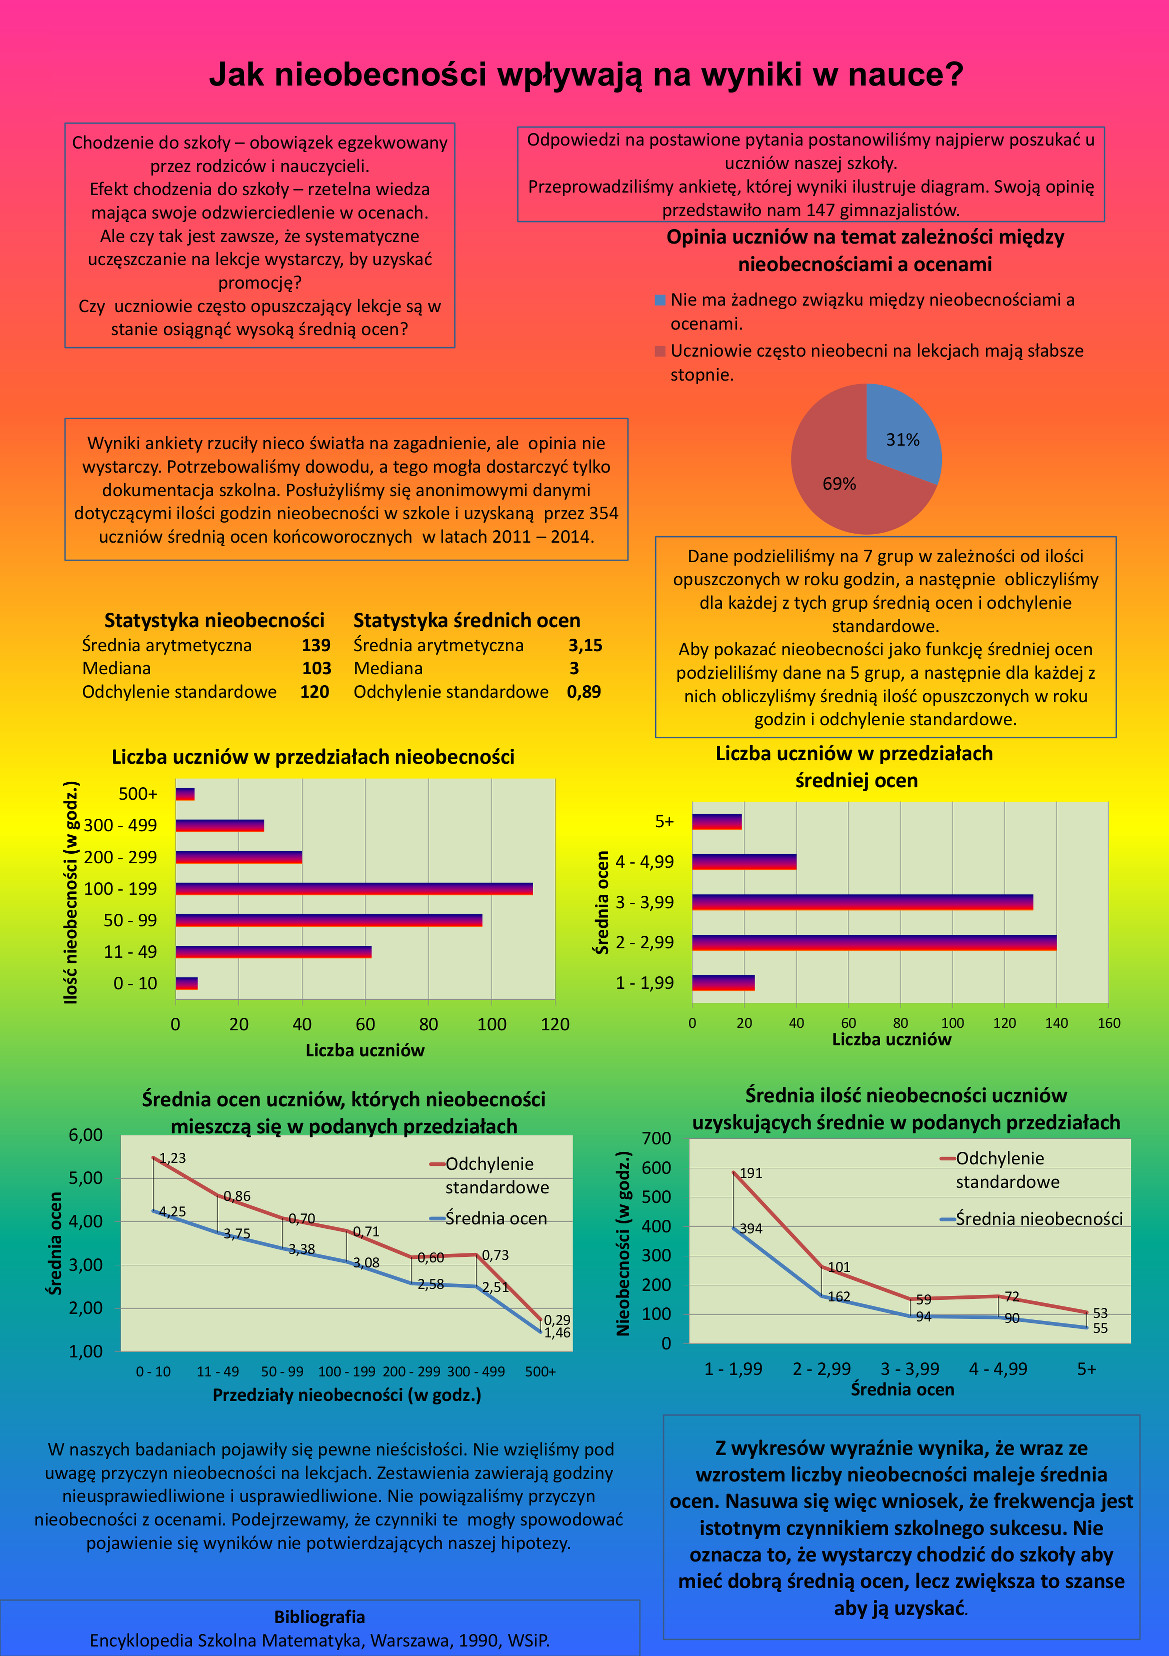 Jak nieobecności wpływają na wyniki w nauce?
Chodzenie do szkoły – obowiązek egzekwowany
przez rodziców i nauczycieli.
Efekt chodzenia do szkoły – rzetelna wiedza
mająca swoje odzwierciedlenie w ocenach.
Ale czy tak jest zawsze, że systematyczne
uczęszczanie na lekcje wystarczy, by uzyskać
promocję?
Czy uczniowie często opuszczający lekcje są w
stanie osiągnąć wysoką średnią ocen?
Odpowiedzi na postawione pytania postanowiliśmy najpierw poszukać u
uczniów naszej szkoły.
Przeprowadziliśmy ankietę, której wyniki ilustruje diagram. Swoją opinię
przedstawiło nam 147 gimnazjalistów.
Opinia uczniów na temat zależności między
nieobecnościami a ocenami
Nie ma żadnego związku między nieobecnościami a
ocenami.
Uczniowie często nieobecni na lekcjach mają słabsze
stopnie.
31%
69%
Wyniki ankiety rzuciły nieco światła na zagadnienie, ale opinia nie
wystarczy. Potrzebowaliśmy dowodu, a tego mogła dostarczyć tylko
dokumentacja szkolna. Posłużyliśmy się anonimowymi danymi
dotyczącymi ilości godzin nieobecności w szkole i uzyskaną przez 354
uczniów średnią ocen końcoworocznych w latach 2011 – 2014.
Dane podzieliliśmy na 7 grup w zależności od ilości
opuszczonych w roku godzin, a następnie obliczyliśmy
dla każdej z tych grup średnią ocen i odchylenie
standardowe.
Aby pokazać nieobecności jako funkcję średniej ocen
podzieliliśmy dane na 5 grup, a następnie dla każdej z
nich obliczyliśmy średnią ilość opuszczonych w roku
godzin i odchylenie standardowe.
Statystyka nieobecności
Średnia arytmetyczna 139
Mediana 103
Odchylenie standardowe 120
Statystyka średnich ocen
Średnia arytmetyczna 3,15
Mediana 3
Odchylenie standardowe 0,89
Liczba uczniów w przedziałach nieobecności
Ilość nieobecności (w godz.)
500+
300 - 499
200 - 299
100 - 199
50 - 99
11 - 49
0 - 10
0 20 40 60 80 100 120
Liczba uczniów
Liczba uczniów w przedziałach
średniej ocen
Średnia ocen
5+
4 - 4,99
3 - 3,99
2 - 2,99
1 - 1,99
0 20 40 60 80 100 120 140 160
Liczba uczniów
Średnia ocen uczniów, których nieobecności
mieszczą się w podanych przedziałach
Średnia ocen
6,00
5,00
4,00
3,00
2,00
1,00
Odchylenie
standardowe
Średnia ocen
1,23 0,86 0,70 0,71 0,60 0,73 0,29
4,25 3,75 3,38 3,08 2,58 2,51 1,46
0 - 10 11 - 49 50 - 99 100 - 199 200 - 299 300 - 499 500+
Przedziały nieobecności (w godz.)
Średnia ilość nieobecności uczniów
uzyskujących średnie w podanych przedziałach
Nieobecności (w godz.)
700
600
500
400
300
200
100
0
Odchylenie
standardowe
Średnia nieobecności
191 101 59 72 53
394 162 94 90 55
1 - 1,99 2 - 2,99 3 - 3,99 4 - 4,99 5+
Średnia ocen
W naszych badaniach pojawiły się pewne nieścisłości. Nie wzięliśmy pod
uwagę przyczyn nieobecności na lekcjach. Zestawienia zawierają godziny
nieusprawiedliwione i usprawiedliwione. Nie powiązaliśmy przyczyn
nieobecności z ocenami. Podejrzewamy, że czynniki te mogły spowodować
pojawienie się wyników nie potwierdzających naszej hipotezy.
Z wykresów wyraźnie wynika, że wraz ze
wzrostem liczby nieobecności maleje średnia
ocen. Nasuwa się więc wniosek, że frekwencja jest
istotnym czynnikiem szkolnego sukcesu. Nie
oznacza to, że wystarczy chodzić do szkoły aby
mieć dobrą średnią ocen, lecz zwiększa to szanse
aby ją uzyskać.
Bibliografia
Encyklopedia Szkolna Matematyka, Warszawa, 1990, WSiP.